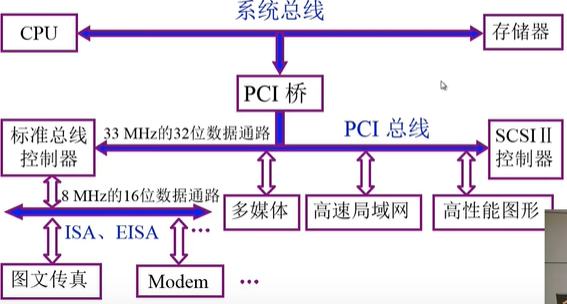 系统总线
CPU
存储器
PCI 桥
33 MHz的32位数据通路
PCI 总线
标准总线
控制器
SCSIⅡ
控制器
8 MHz的16位数据通路
多媒体
高速局域网
高性能图形
ISA、EISA
…
图文传真
Modem
…